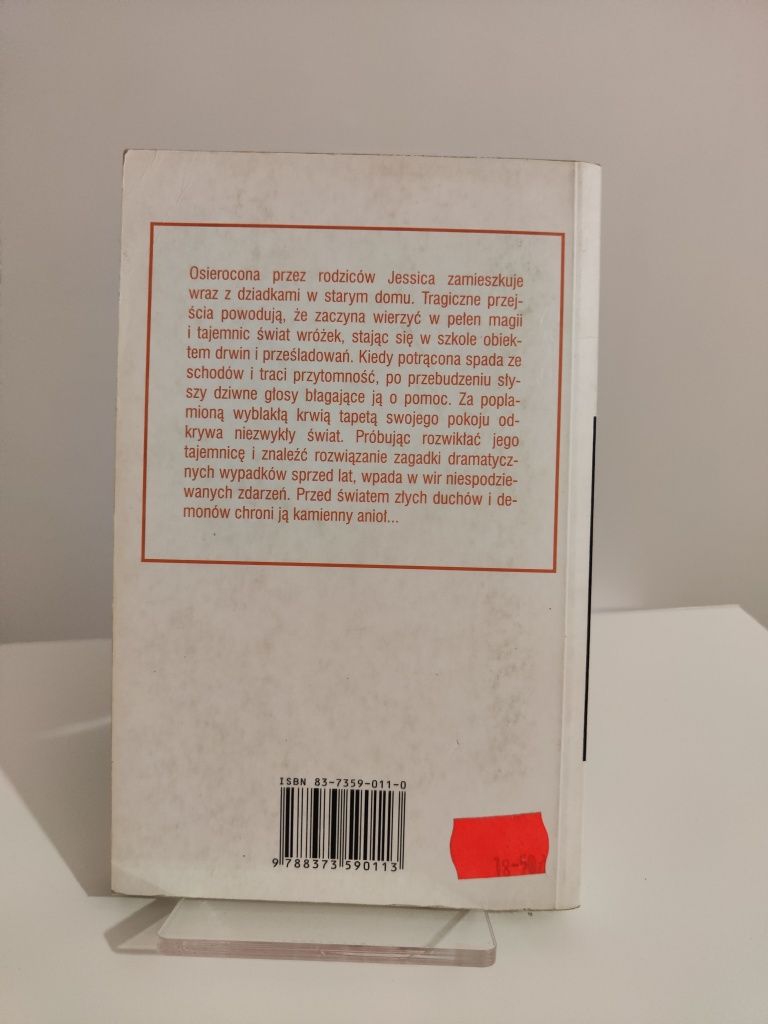 Osierocona przez rodziców Jessica zamieszkuje
wraz z dziadkami w starym domu. Tragiczne przej-
ścia powodują, że zaczyna wierzyć w pełen magii
i tajemnic świat wróżek, stając się w szkole obiek-
tem drwin i prześladowań. Kiedy potrącona spada ze
schodów i traci przytomność, po przebudzeniu sły-
szy dziwne głosy błagające ją o pomoc. Za popla-
mioną wyblakłą krwią tapetą swojego pokoju od-
krywa niezwykły świat. Próbując rozwikłać jego
tajemnicę i znaleźć rozwiązanie zagadki dramatycz-
nych wypadków sprzed lat, wpada w wir niespodzie-
wanych zdarzeń. Przed światem złych duchów i de-
monów chroni ją kamienny anioł...
ISBN 83-7359-011-0
9 788373 590113